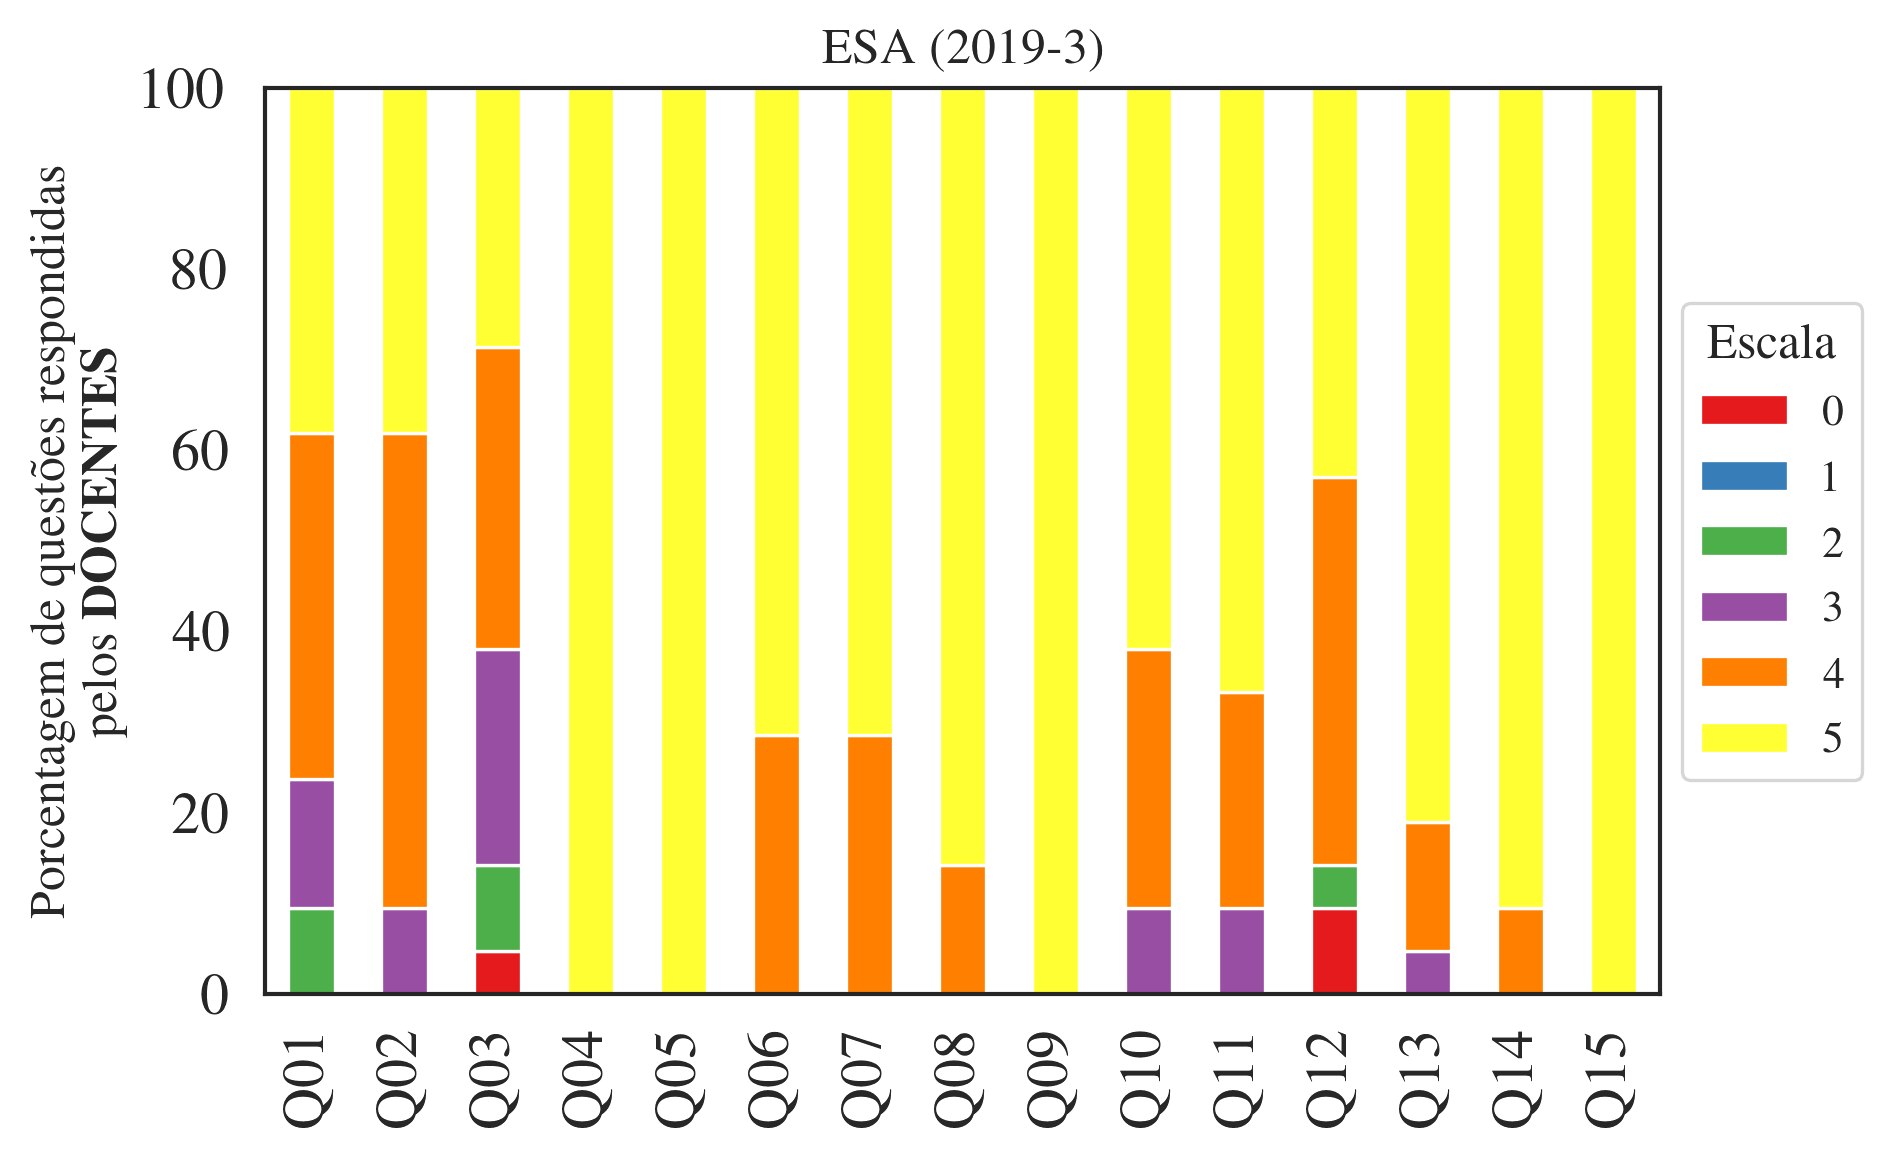 ESA (2019-3)
Porcentagem de questões respondidas
pelos DOCENTES
100
80
60
40
20
0
Q01
Q02
Q03
Q04
Q05
Q06
Q07
Q08
Q09
Q10
Q11
Q12
Q13
Q14
Q15
Escala
0
1
2
3
4
5